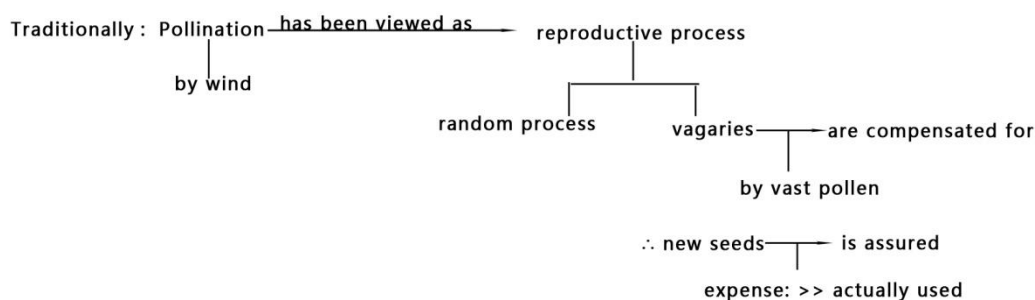 Traditionally: Pollination has been viewed as reproductive process
by wind
random process vagaries are compensated for
by vast pollen
∴ new seeds is assured
expense: >> actually used